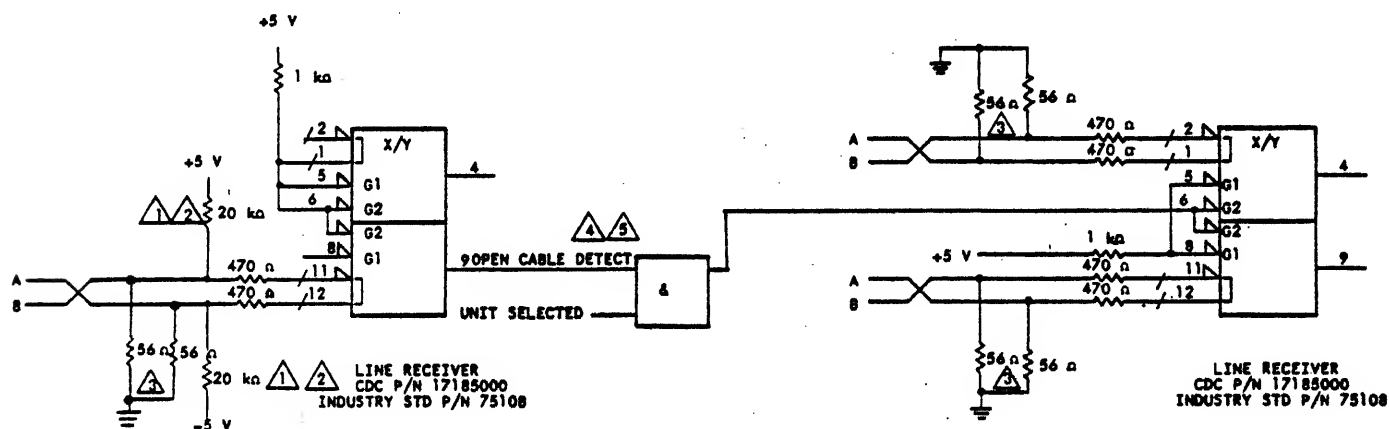 +5 V
1 kΩ
2
1
X/Y
5
G1
4
6
G2
G2
8
G1
+5 V
20 kΩ
1 2
A
B
470 Ω
470 Ω
11
12
56 Ω 56 Ω
3
20 kΩ 1 2
-5 V
LINE RECEIVER
CDC P/N 17185000
INDUSTRY STD P/N 75108
4 5
9 OPEN CABLE DETECT
UNIT SELECTED
&
56 Ω
56 Ω
3
A
B
470 Ω
470 Ω
2
1
X/Y
5
G1
4
6
G2
G2
1 kΩ
8
G1
+5 V
9
A
B
470 Ω
470 Ω
11
12
56 Ω
56 Ω
3
LINE RECEIVER
CDC P/N 17185000
INDUSTRY STD P/N 75108